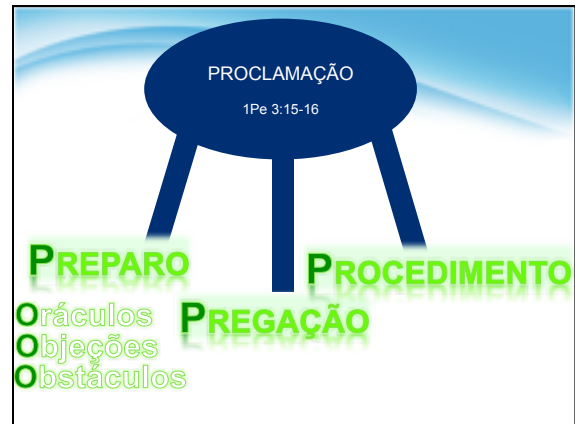 PROCLAMAÇÃO
1Pe 3:15-16
PREPARO
PROCEDIMENTO
Oráculos
Objeções
Obstáculos
PREGAÇÃO